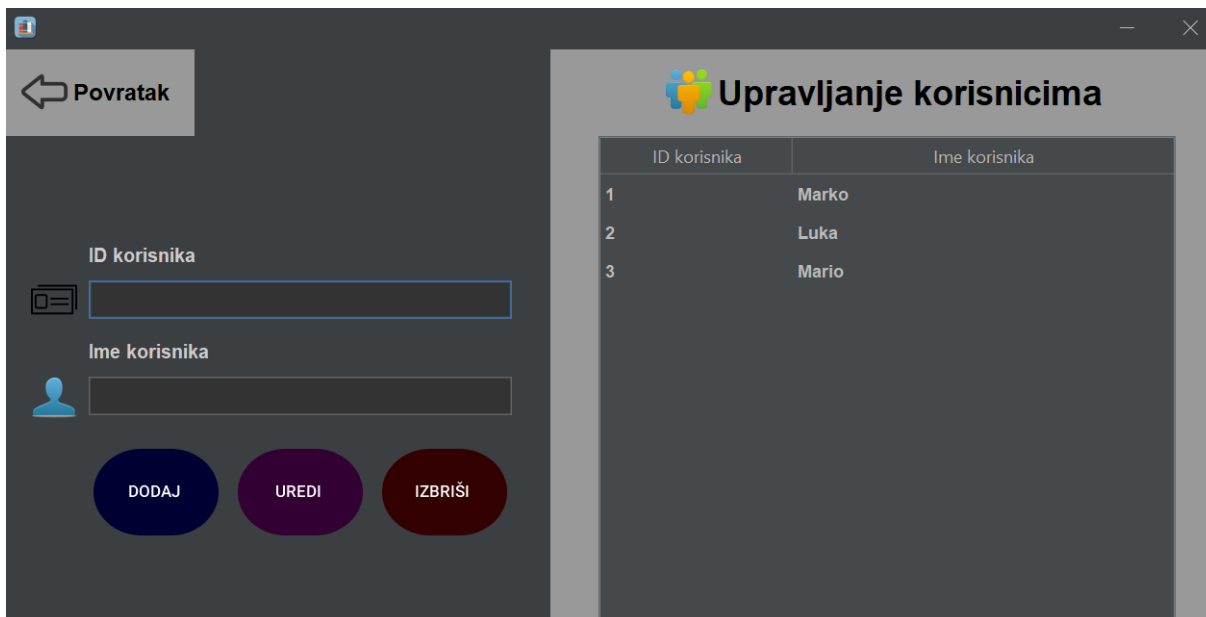 Povratak
ID korisnika
Ime korisnika
DODAJ
UREDI
IZBRIŠI
Upravljanje korisnicima
ID korisnika Ime korisnika
1 Marko
2 Luka
3 Mario